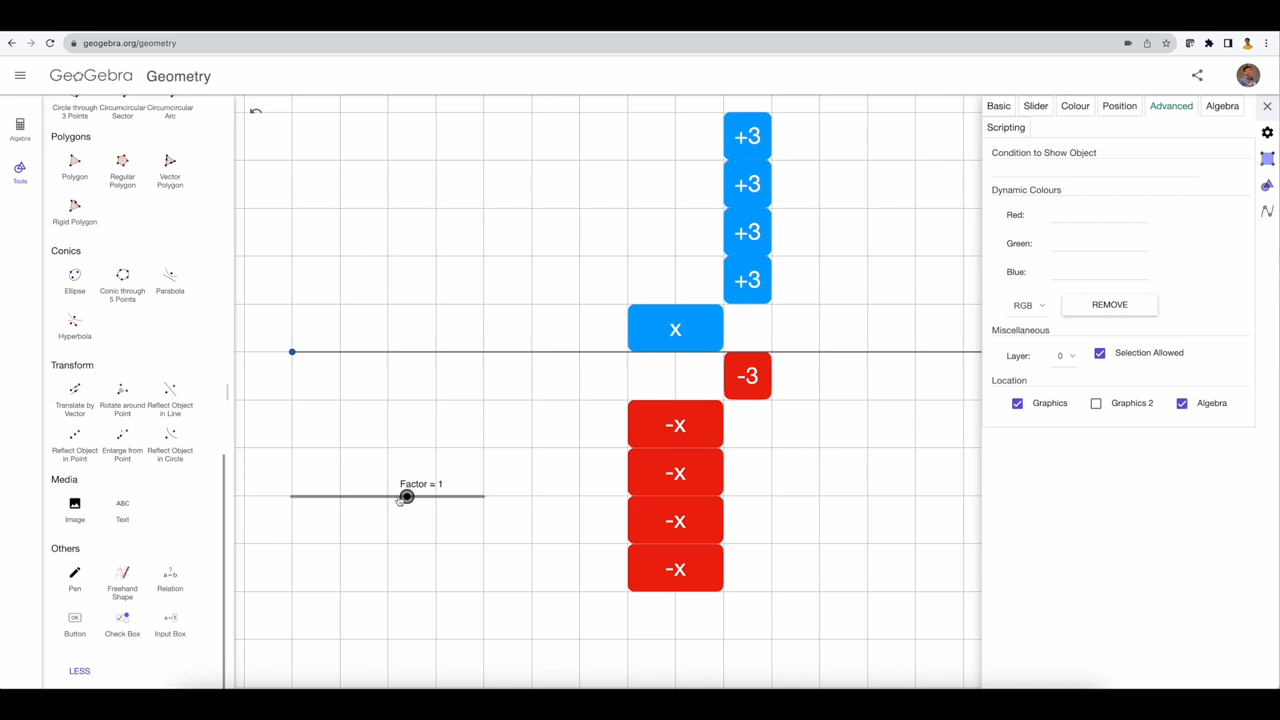 geogebra.org/geometry
GeoGebra Geometry
Basic Slider Colour Position Advanced Algebra
Scripting
Algebra
Tools
Circle through 3 Points
Circumcircular Sector
Circumcircular Arc
Polygons
Polygon
Regular Polygon
Vector Polygon
Rigid Polygon
Conics
Ellipse
Conic through 5 Points
Parabola
Hyperbola
Transform
Translate by Vector
Rotate around Point
Reflect Object in Line
Reflect Object in Point
Enlarge from Point
Reflect Object in Circle
Media
Image
ABC
Text
Others
Pen
Freehand Shape
? a=b
Relation
OK
Button
Check Box
a=1
Input Box
LESS
+3
+3
+3
+3
x
-3
-x
-x
-x
-x
Factor = 1
Condition to Show Object
Dynamic Colours
Red:
Green:
Blue:
RGB REMOVE
Miscellaneous
Layer: 0 Selection Allowed
Location
Graphics Graphics 2 Algebra